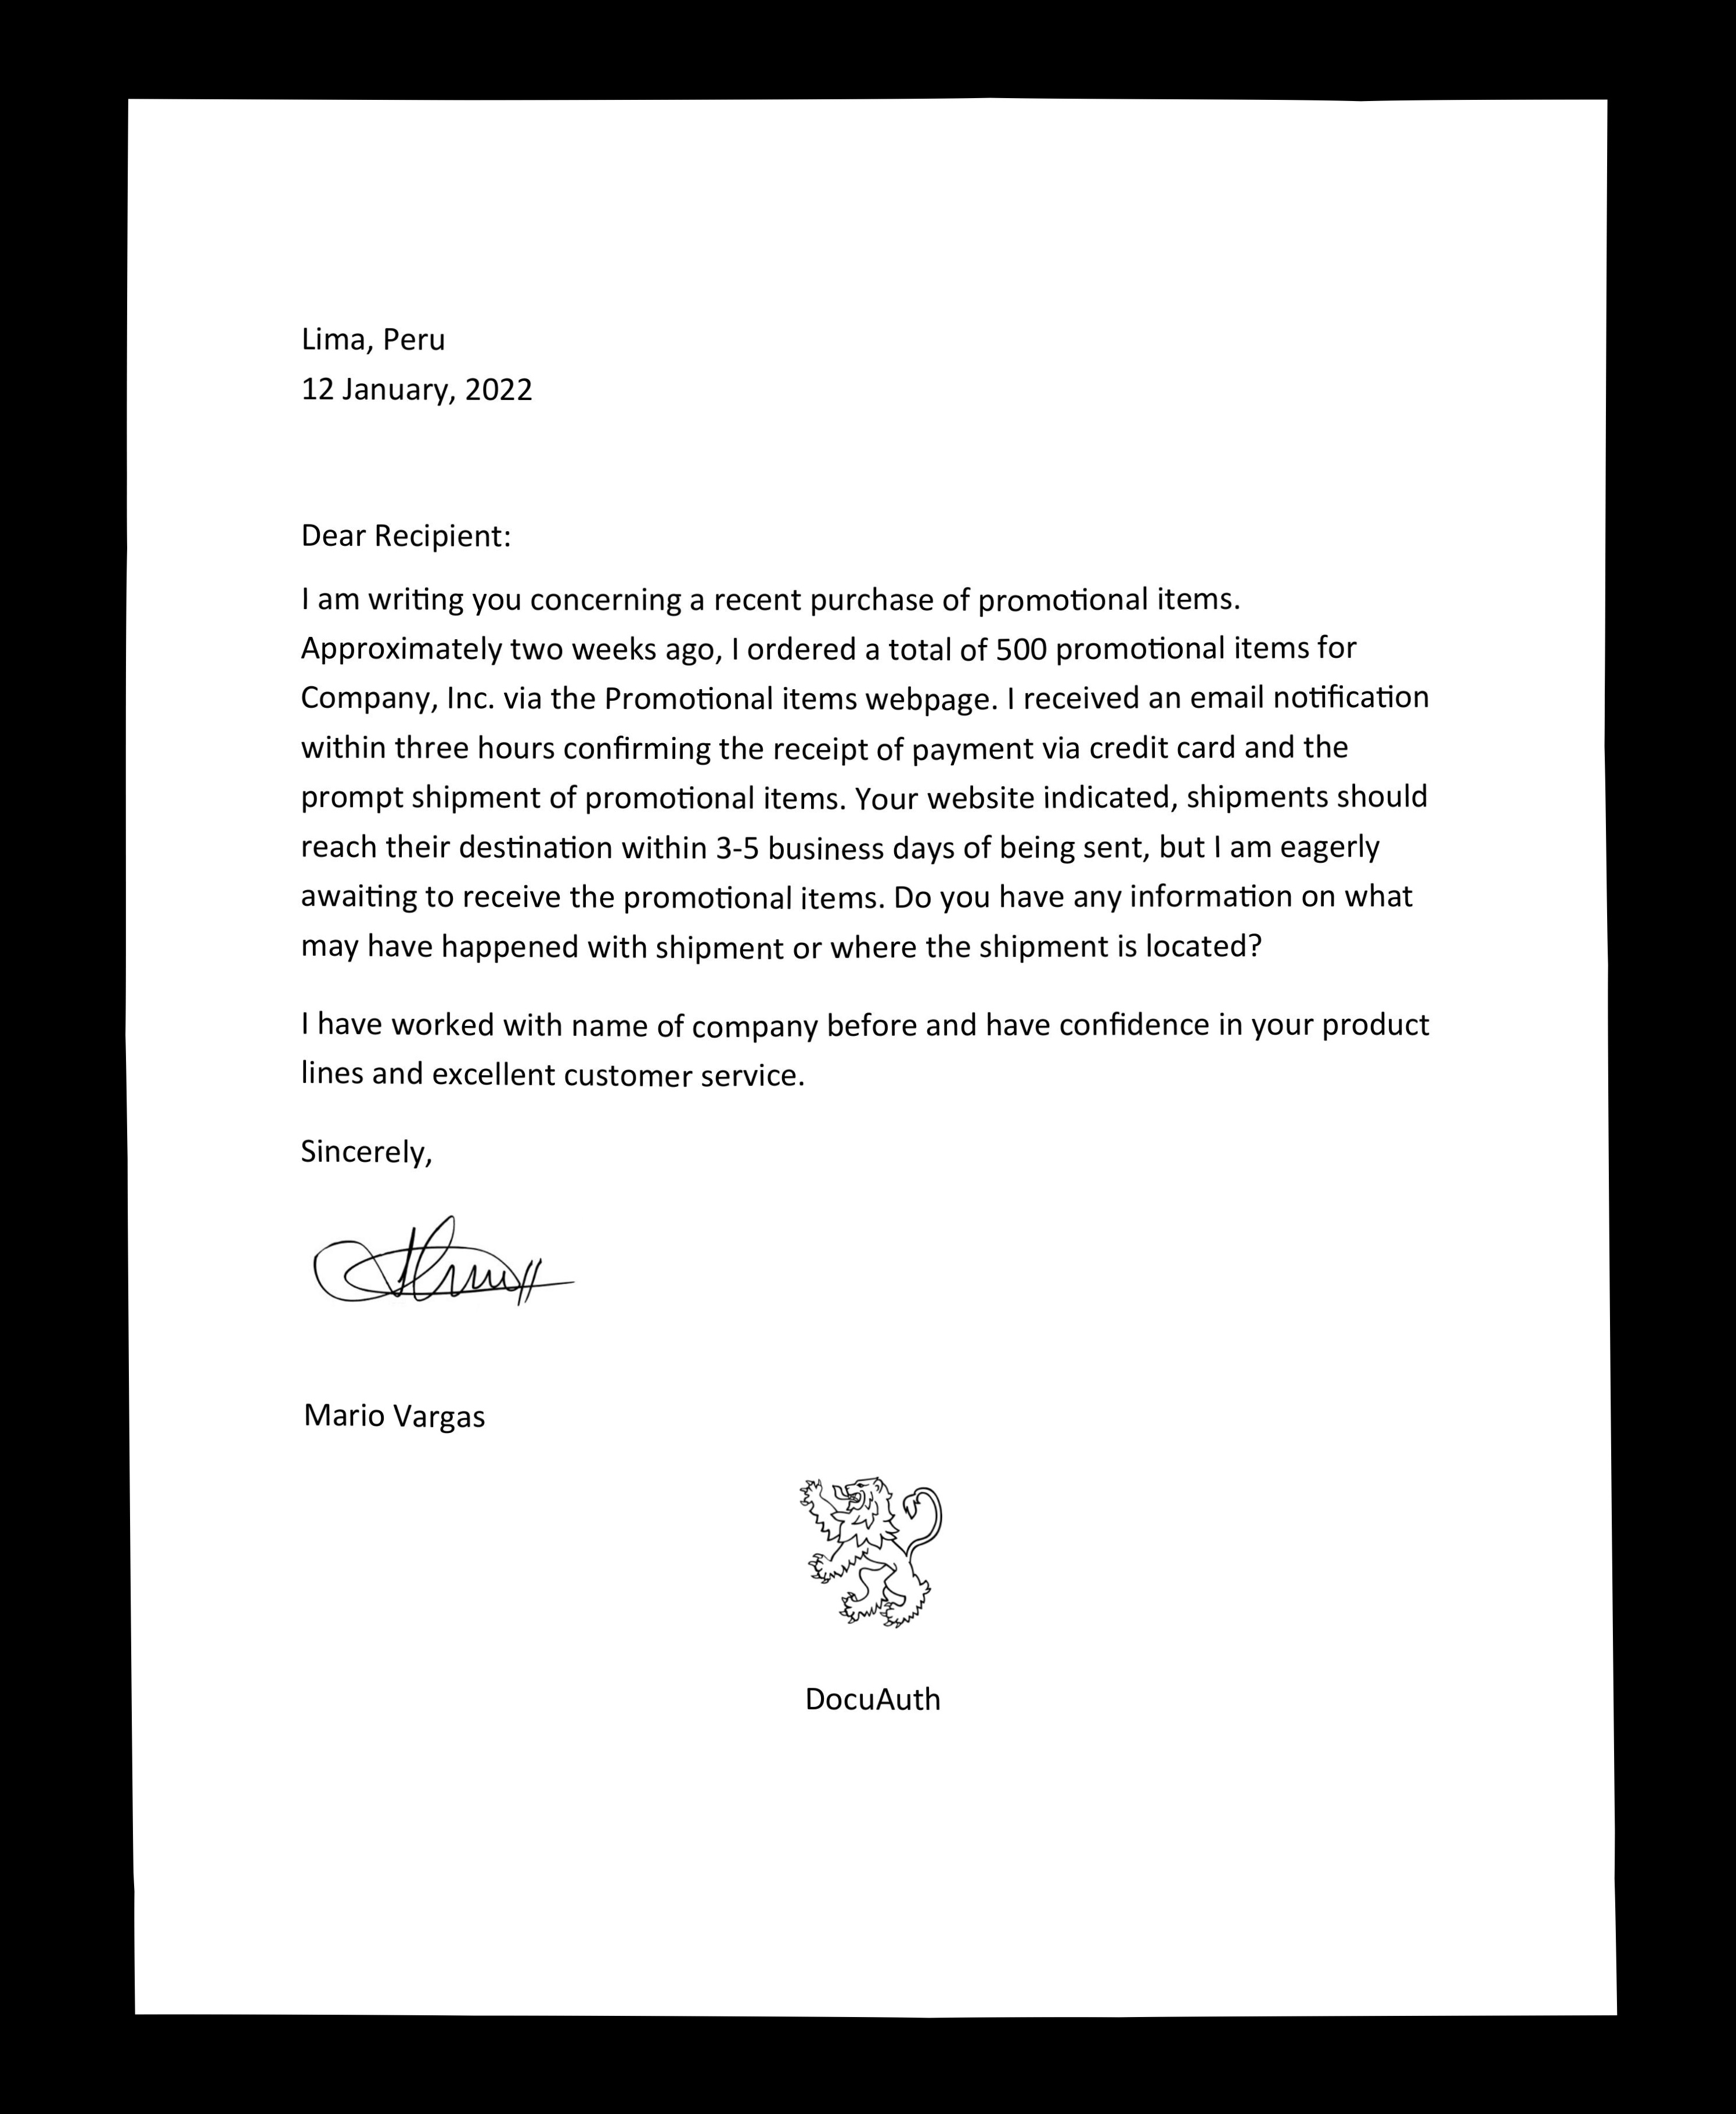 Lima, Peru
12 January, 2022
Dear Recipient:
I am writing you concerning a recent purchase of promotional items.
Approximately two weeks ago, I ordered a total of 500 promotional items for
Company, Inc. via the Promotional items webpage. I received an email notification
within three hours confirming the receipt of payment via credit card and the
prompt shipment of promotional items. Your website indicated, shipments should
reach their destination within 3-5 business days of being sent, but I am eagerly
awaiting to receive the promotional items. Do you have any information on what
may have happened with shipment or where the shipment is located?
I have worked with name of company before and have confidence in your product
lines and excellent customer service.
Sincerely,
Mario Vargas
DocuAuth